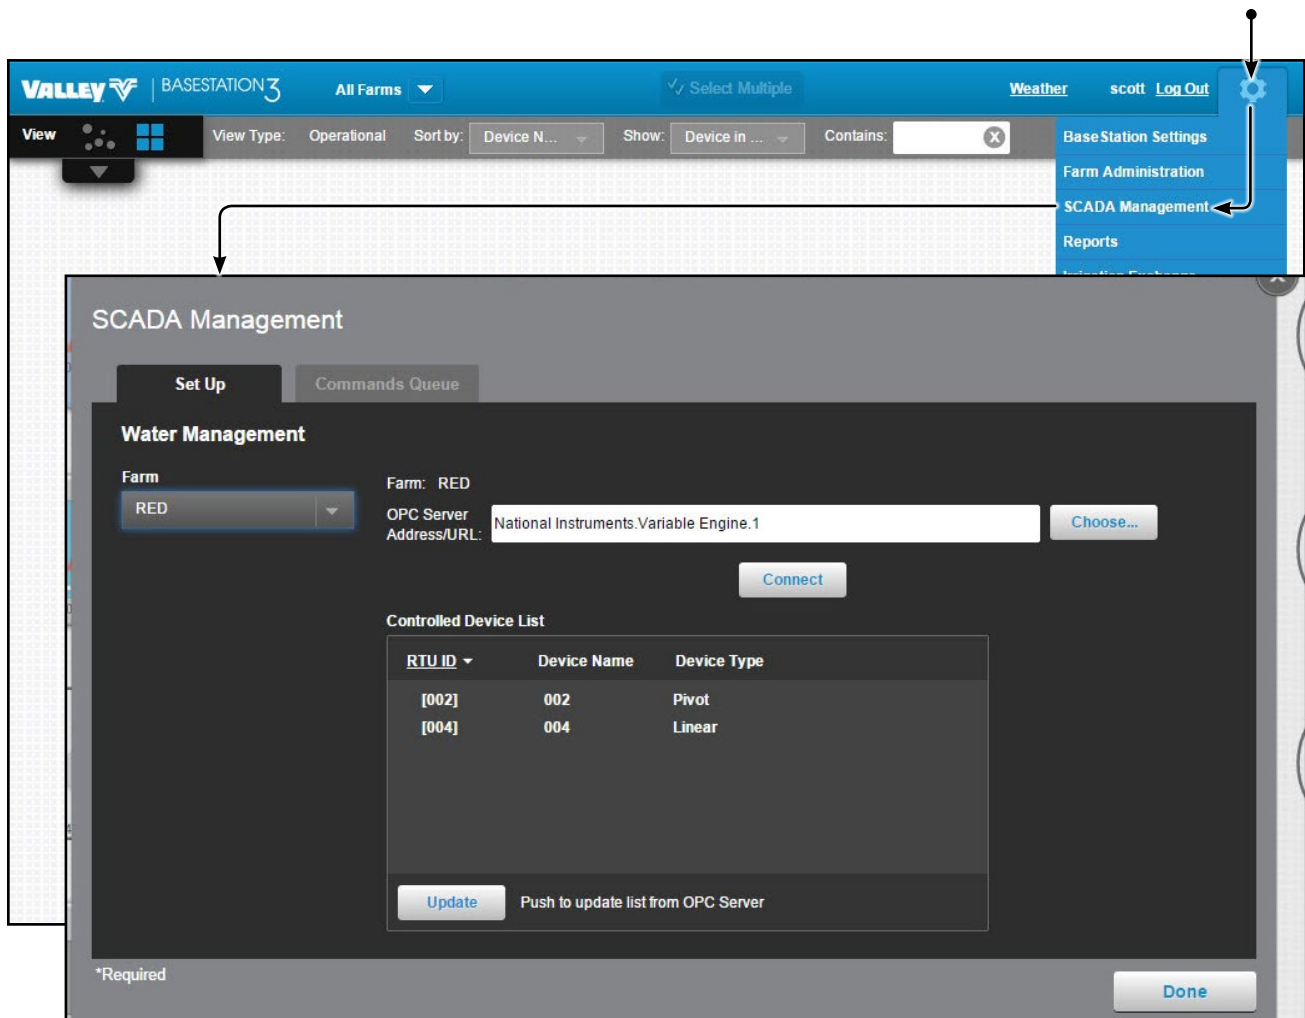 VALLEY | BASESTATION3 All Farms Select Multiple Weather scott Log Out
View View Type: Operational Sort by: Device N... Show: Device in ... Contains:
BaseStation Settings
Farm Administration
SCADA Management
Reports
Irrigation Exchange
SCADA Management
Set Up Commands Queue
Water Management
Farm
RED
Farm: RED
OPC Server
Address/URL:
National Instruments.Variable Engine.1
Choose...
Connect
Controlled Device List
RTU ID Device Name Device Type
[002] 002 Pivot
[004] 004 Linear
Update Push to update list from OPC Server
*Required
Done